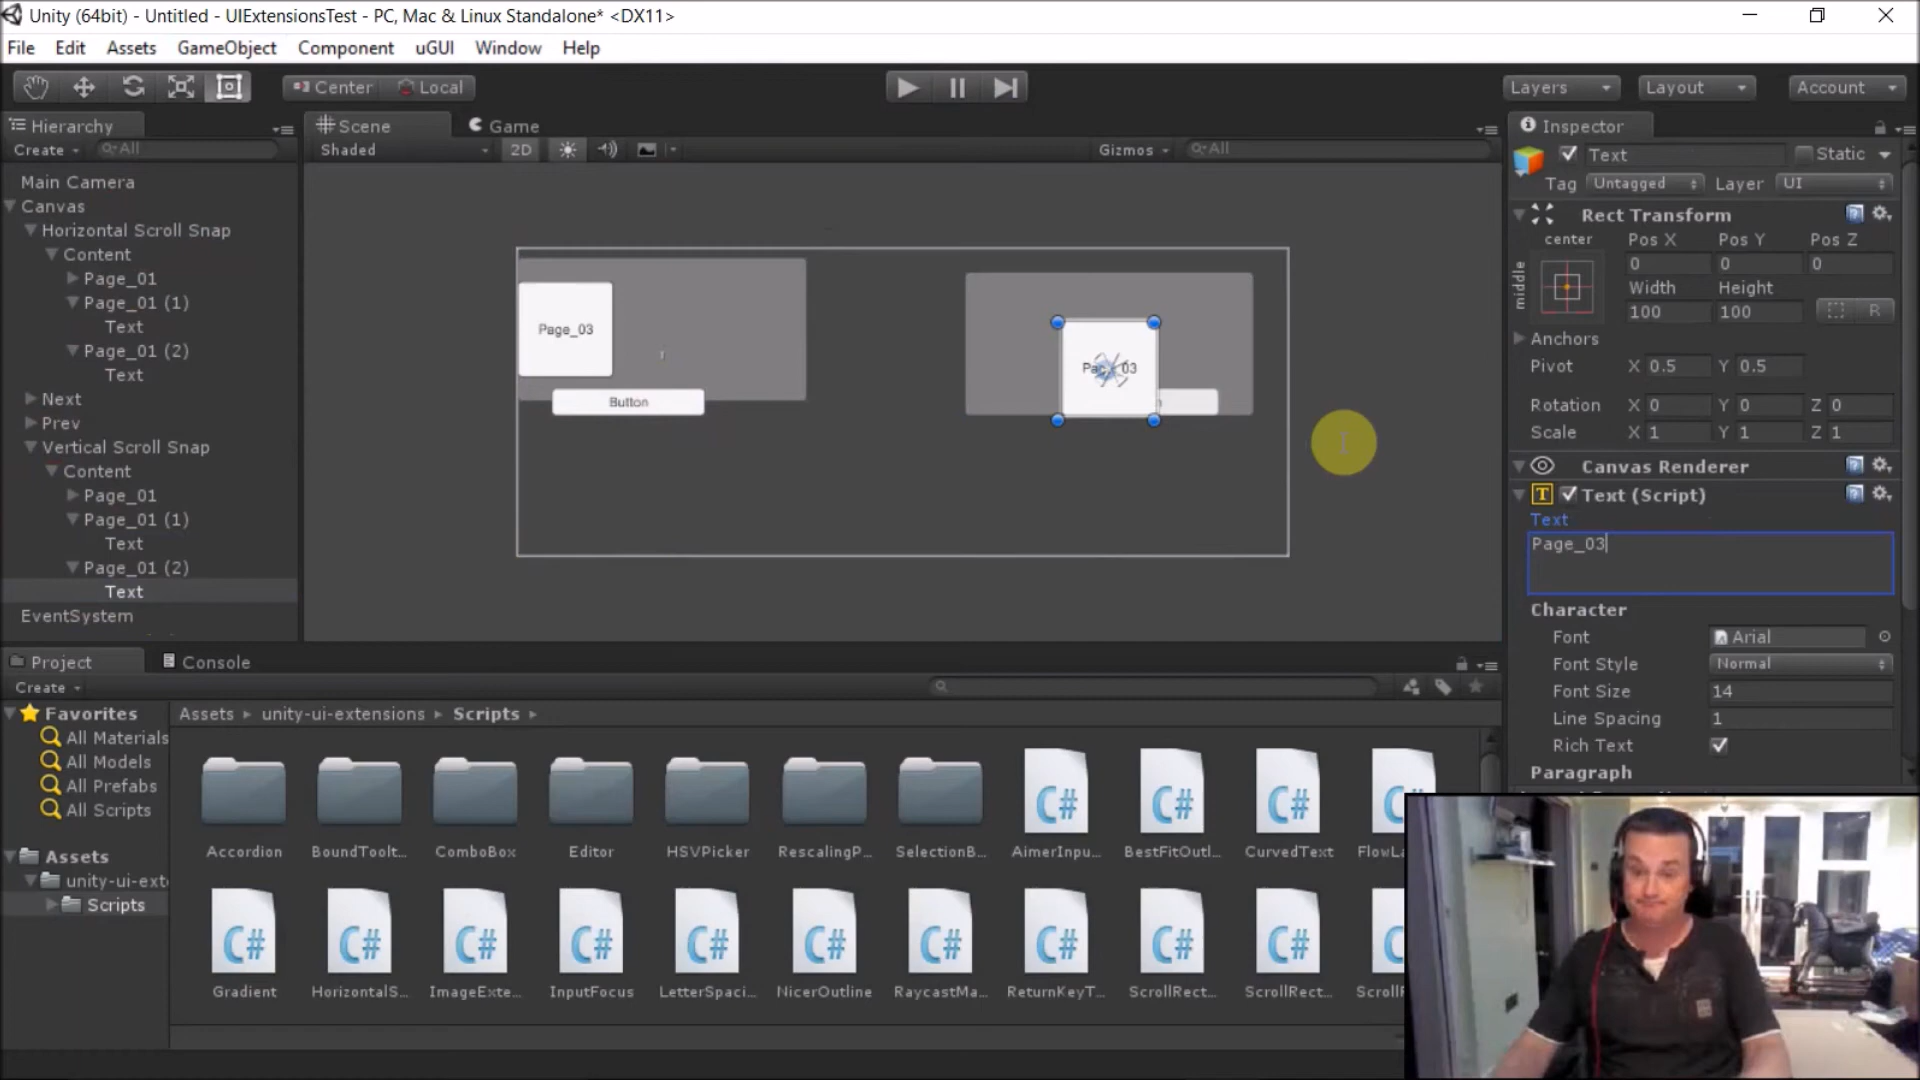 Unity (64bit) - Untitled - UIExtensionsTest - PC, Mac & Linux Standalone* <DX11>
File Edit Assets GameObject Component uGUI Window Help
Center Local Layers Layout Account
Hierarchy
Create All
Main Camera
Canvas
Horizontal Scroll Snap
Content
Page_01
Page_01 (1)
Text
Page_01 (2)
Text
Next
Prev
Vertical Scroll Snap
Content
Page_01
Page_01 (1)
Text
Page_01 (2)
Text
EventSystem
Scene Game
Shaded 2D Gizmos All
Page_03
Button
Inspector
Text Static
Tag Untagged Layer UI
Rect Transform
center Pos X Pos Y Pos Z
0 0 0
middle
Width Height
100 100 R
Anchors
Pivot X 0.5 Y 0.5
Rotation X 0 Y 0 Z 0
Scale X 1 Y 1 Z 1
Canvas Renderer
Text (Script)
Text
Page_03
Character
Font Arial
Font Style Normal
Font Size 14
Line Spacing 1
Rich Text
Paragraph
Project Console
Create
Favorites
All Materials
All Models
All Prefabs
All Scripts
Assets
unity-ui-ext
Scripts
Assets unity-ui-extensions Scripts
Accordion BoundToolt... ComboBox Editor HSVPicker RescalingP... SelectionB... AimerInpu... BestFitOutl... CurvedText
C# C# C# C#
Gradient HorizontalS... ImageExte... InputFocus LetterSpaci... NicerOutline RaycastMa... ReturnKeyT... ScrollRect... ScrollRect...
C# C# C# C# C# C# C# C# C# C#